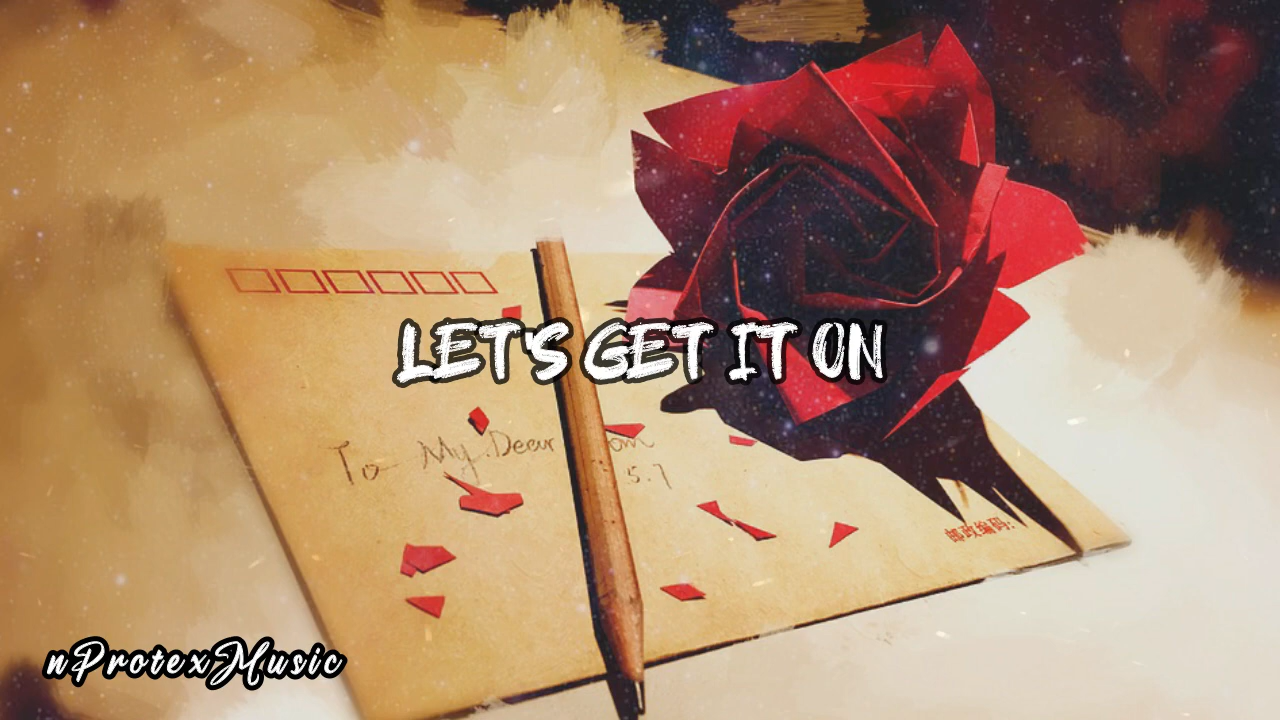 LET'S GET IT ON
To My Dear
5.7
邮政编码:
nProtexMusic